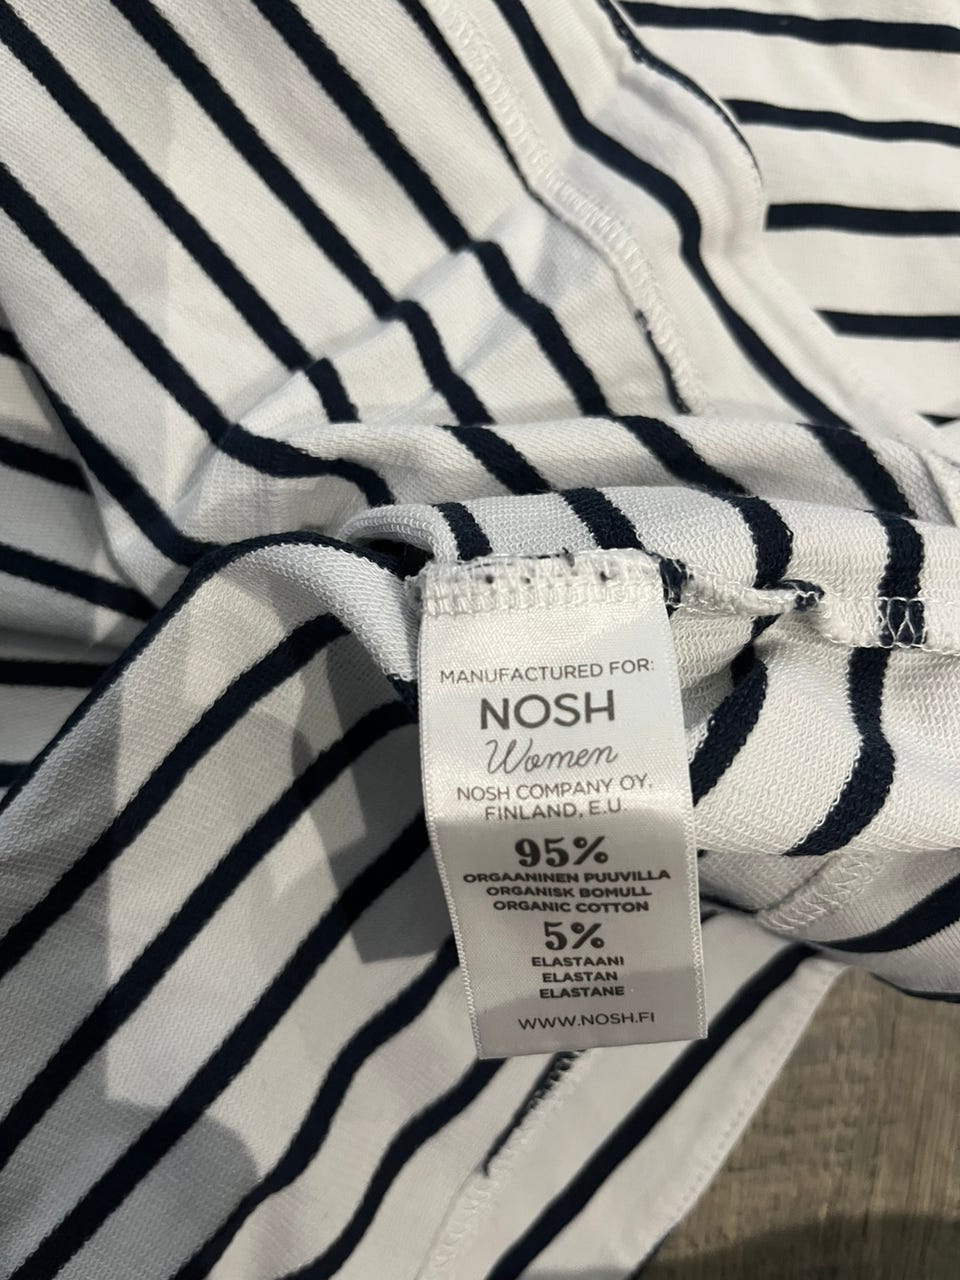 MANUFACTURED FOR:
NOSH
Women
NOSH COMPANY OY.
FINLAND, E.U.
95%
ORGAANINEN PUUVILLA
ORGANISK BOMULL
ORGANIC COTTON
5%
ELASTAANI
ELASTAN
ELASTANE
WWW.NOSH.FI